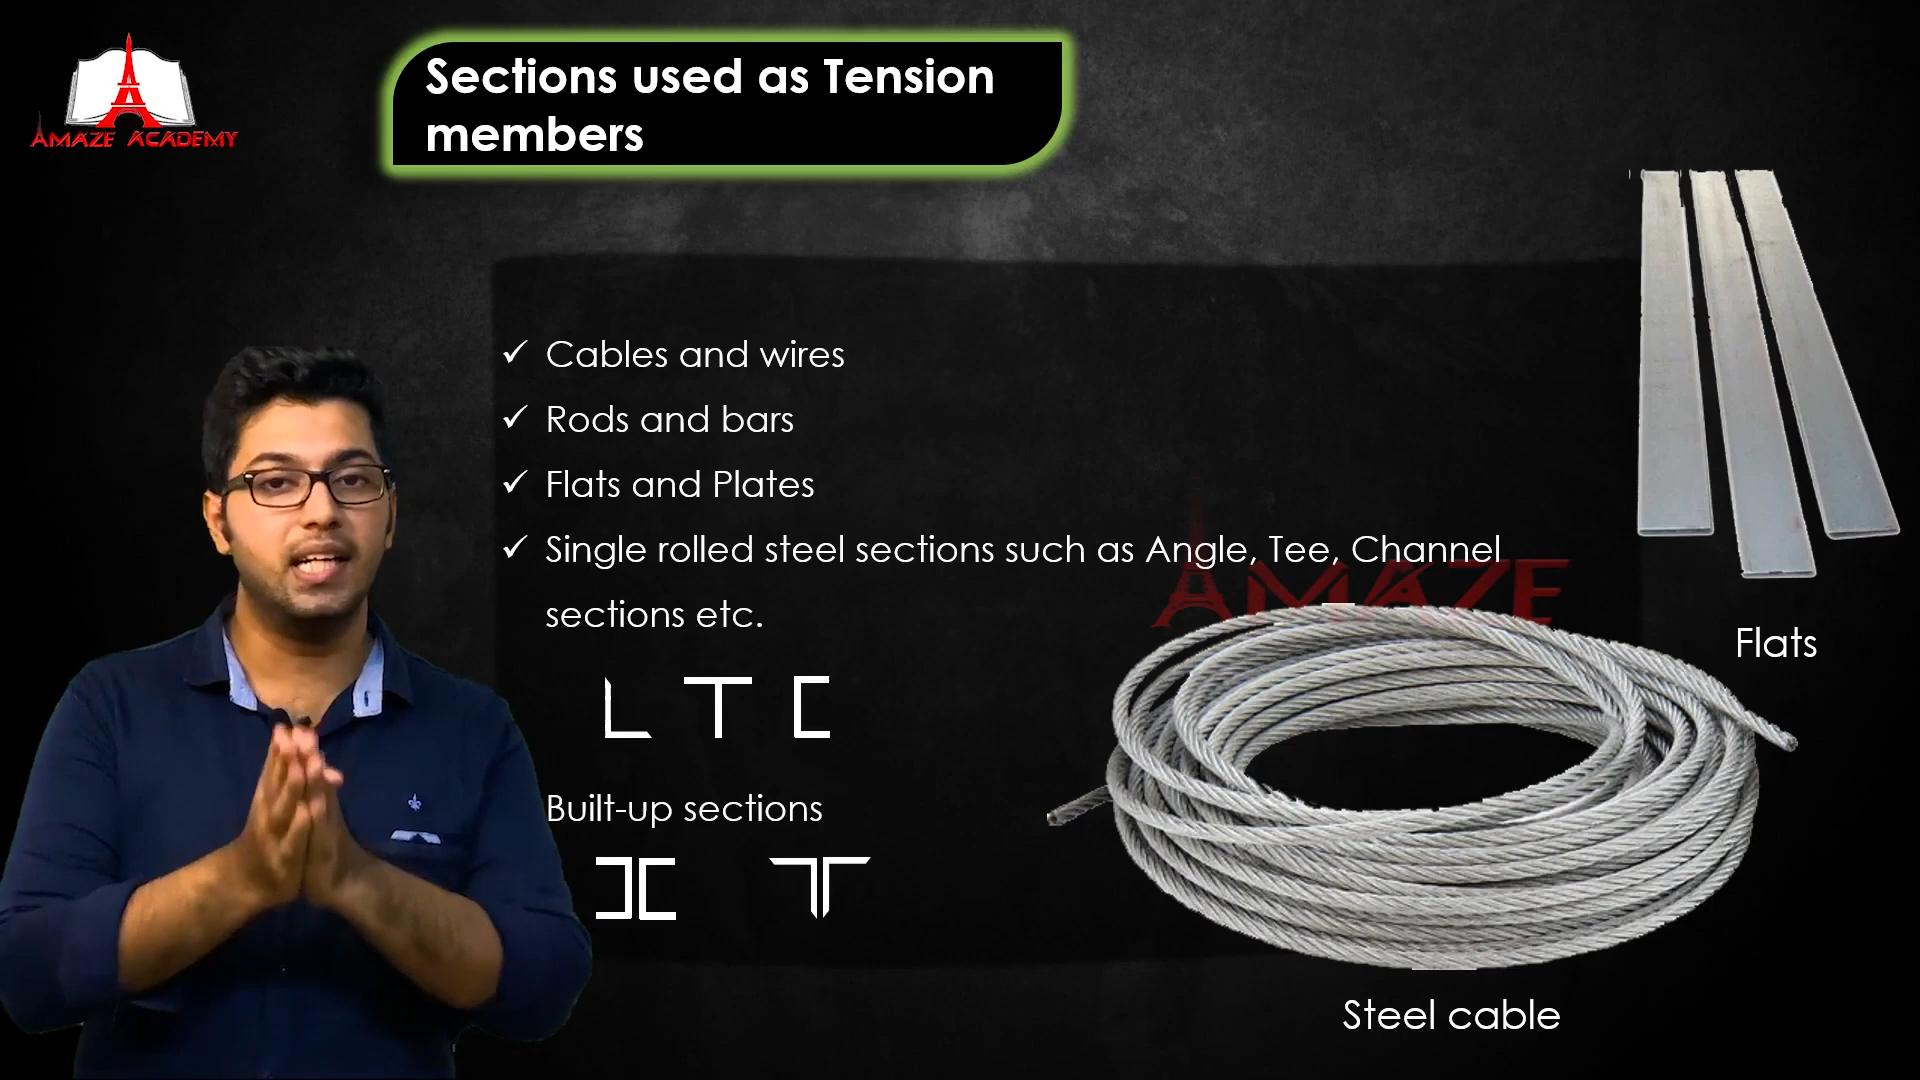 AMAZE ACADEMY
Sections used as Tension
members
✓ Cables and wires
✓ Rods and bars
✓ Flats and Plates
✓ Single rolled steel sections such as Angle, Tee, Channel
sections etc.
AMAZE
Flats
Built-up sections
Steel cable